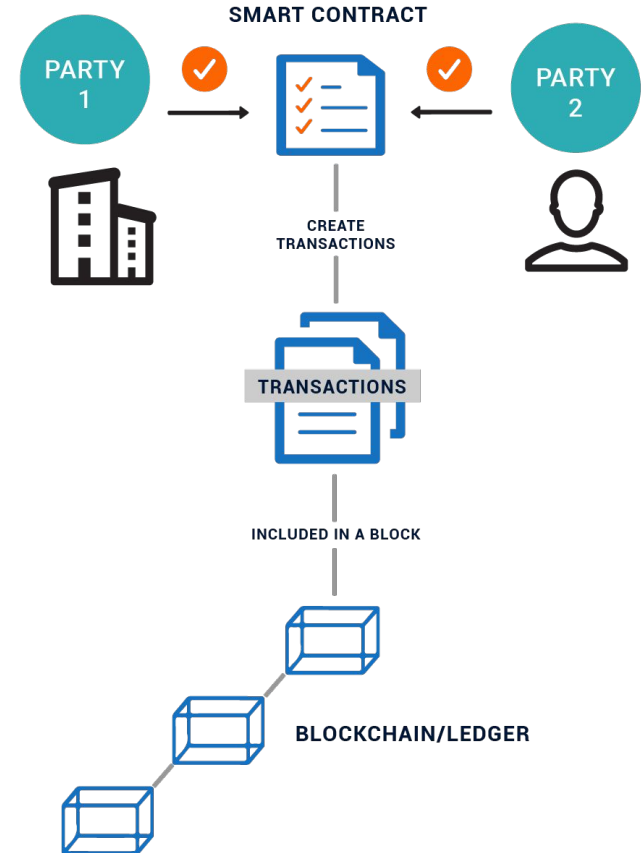 SMART CONTRACT
PARTY
1
PARTY
2
CREATE
TRANSACTIONS
TRANSACTIONS
INCLUDED IN A BLOCK
BLOCKCHAIN/LEDGER